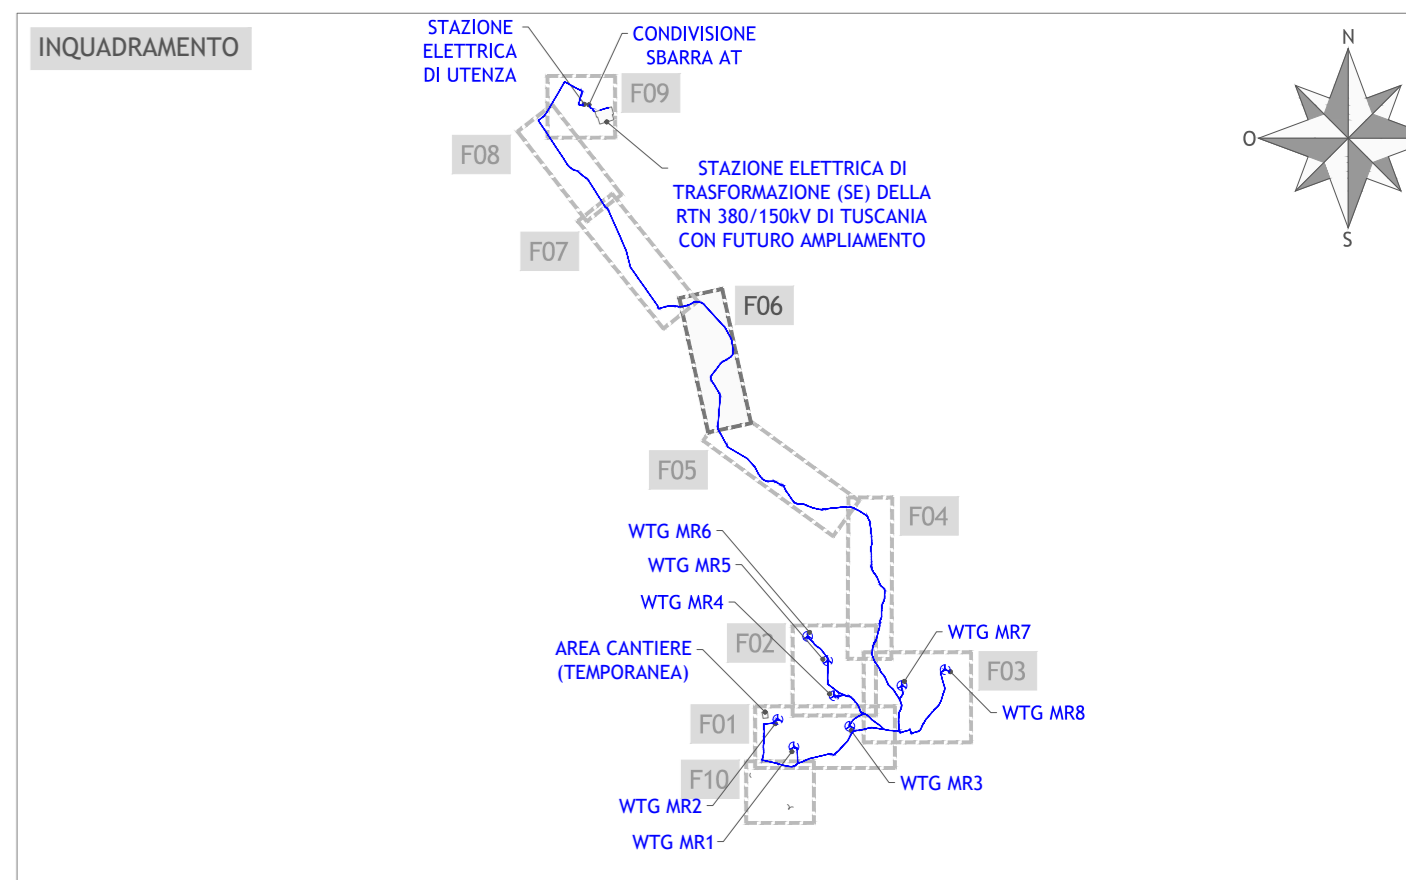 INQUADRAMENTO
STAZIONE
ELETTRICA
DI UTENZA
CONDIVISIONE
SBARRA AT
N
O
S
F09
F08
STAZIONE ELETTRICA DI
TRASFORMAZIONE (SE) DELLA
RTN 380/150kV DI TUSCANIA
CON FUTURO AMPLIAMENTO
F07
F06
F05
F04
WTG MR6
WTG MR5
WTG MR4
AREA CANTIERE
(TEMPORANEA)
F02
WTG MR7
F03
WTG MR8
F01
F10
WTG MR3
WTG MR2
WTG MR1